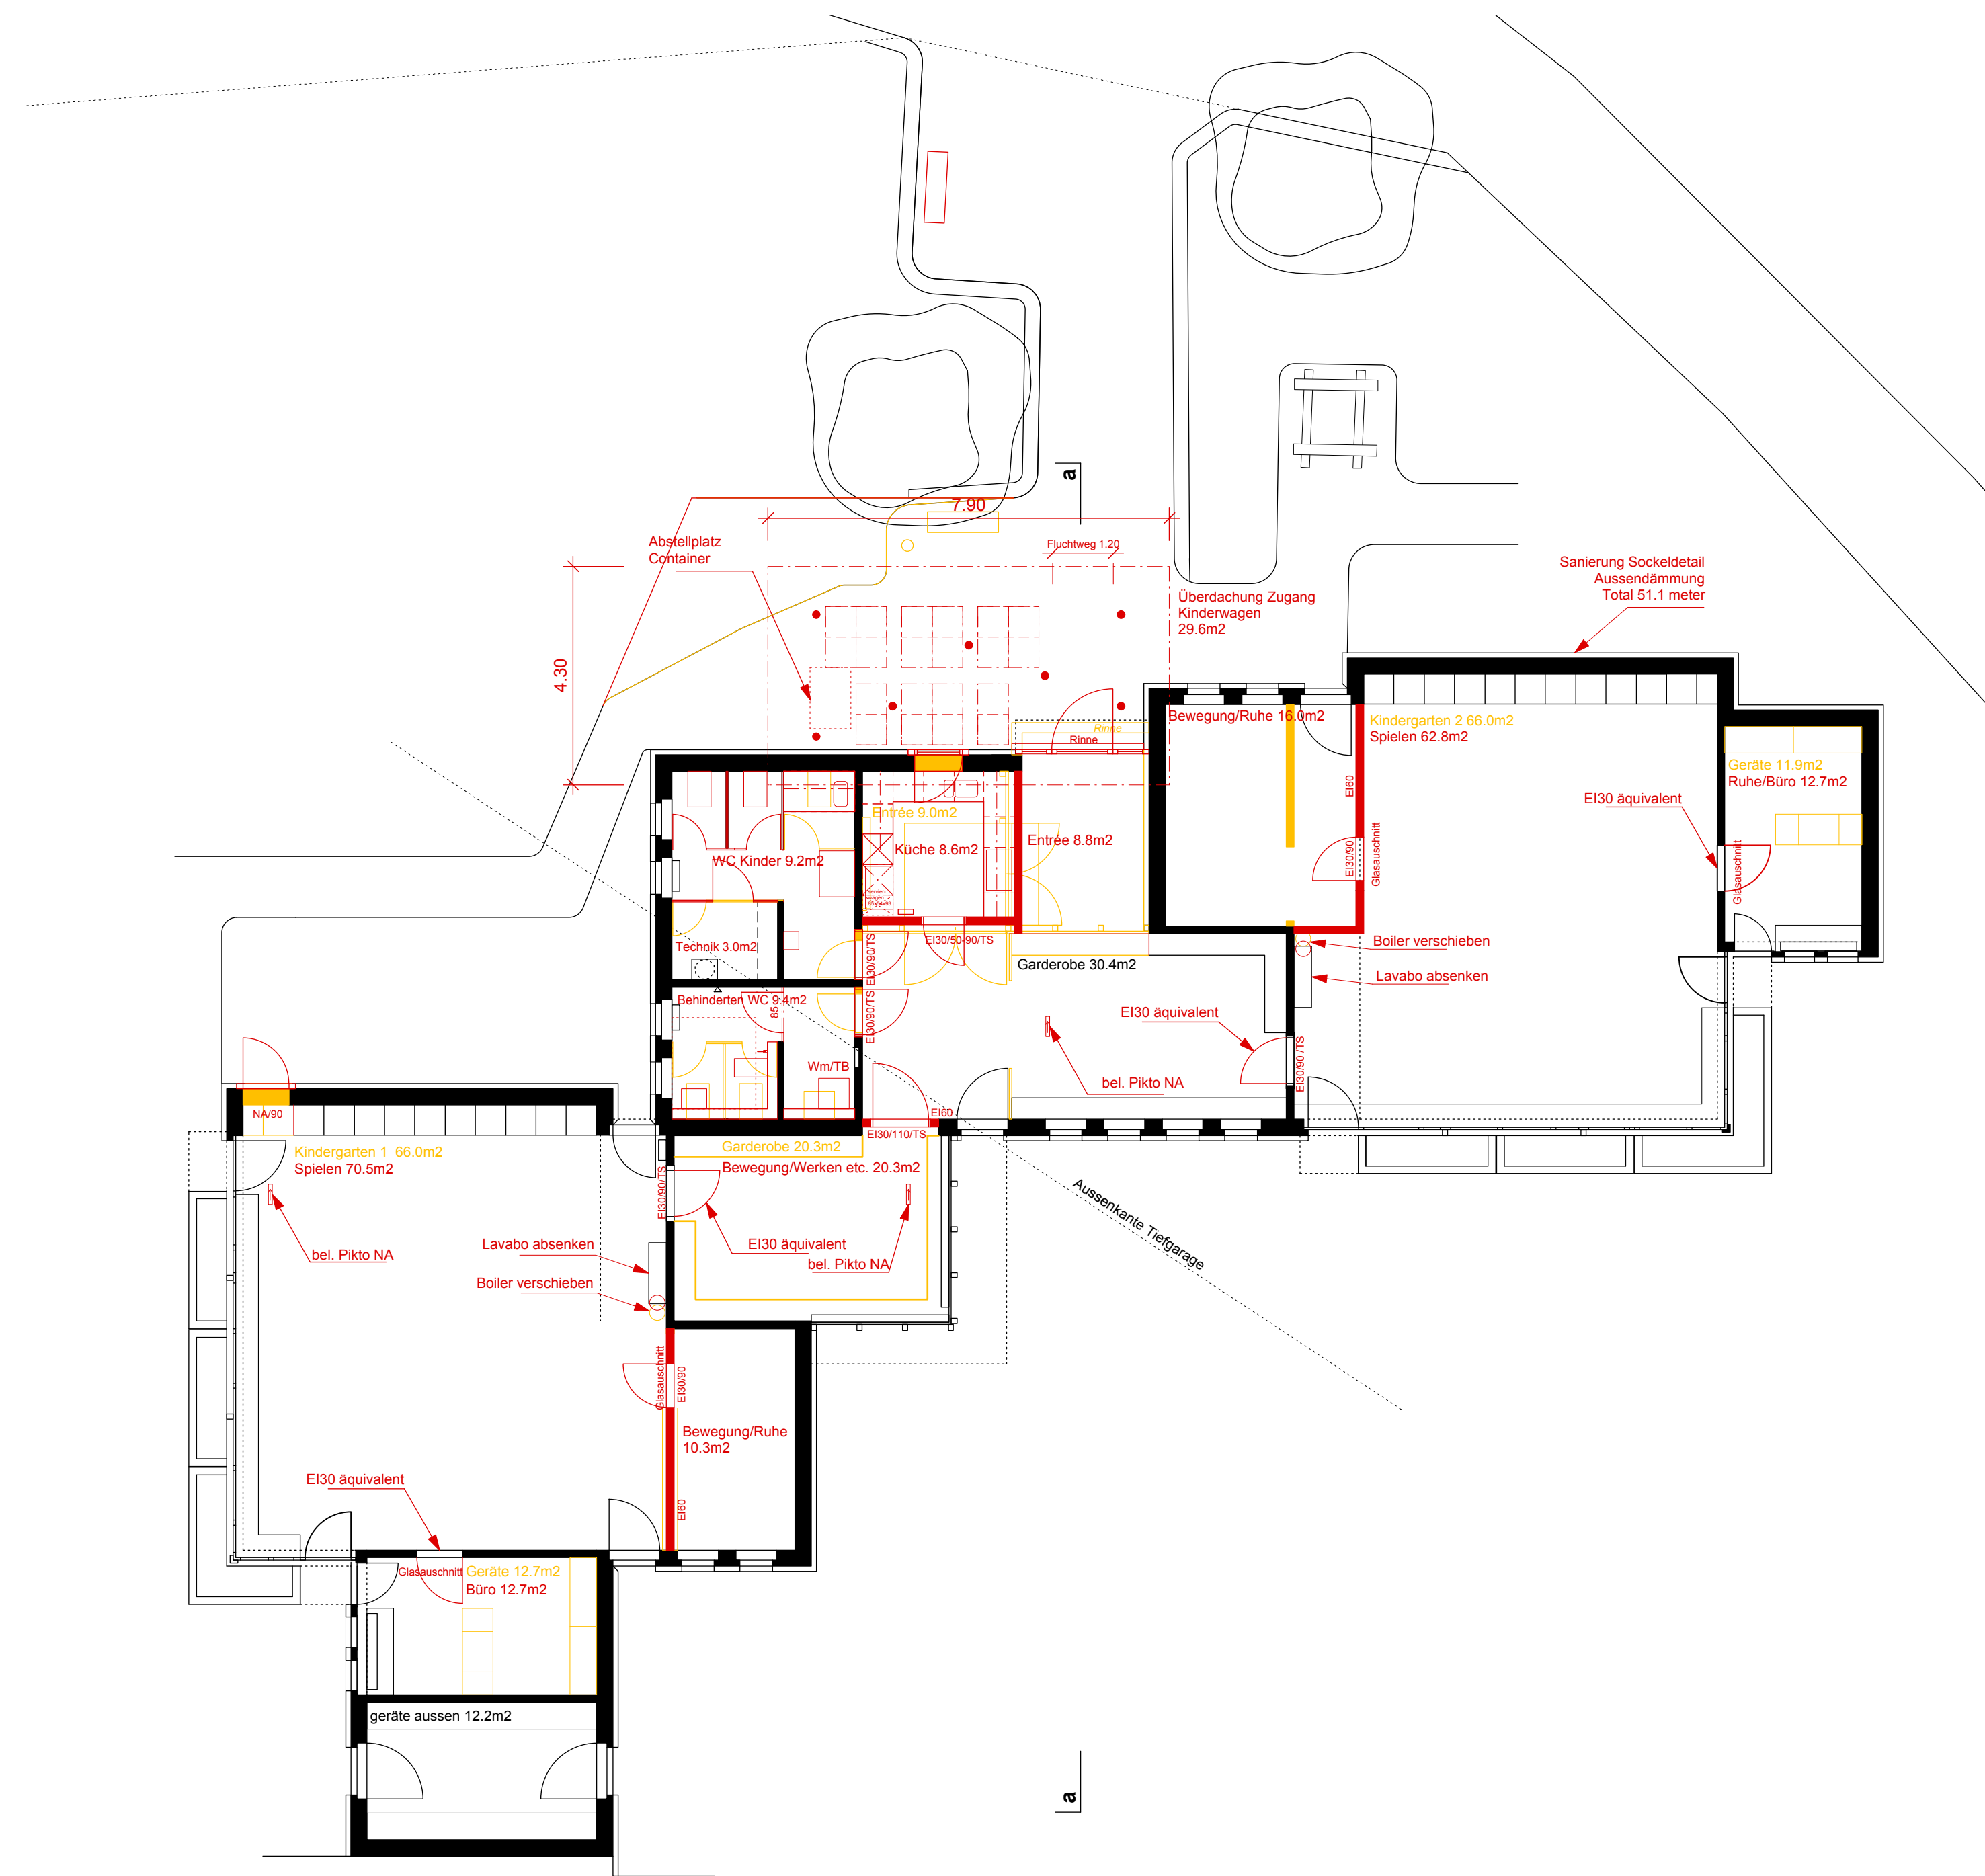 a
7.90
Abstellplatz
Container
Fluchtweg 1.20
Sanierung Sockeldetail
Aussendämmung
Total 51.1 meter
Überdachung Zugang
Kinderwagen
29.6m2
4.30
Bewegung/Ruhe 16.0m2
Kindergarten 2 66.0m2
Spielen 62.8m2
Rinne
Rinne
Geräte 11.9m2
Ruhe/Büro 12.7m2
EI60
EI30 äquivalent
Entrée 9.0m2
Küche 8.6m2
Entrée 8.8m2
WC Kinder 9.2m2
EI30/90
Glasauschnitt
Glasauschnitt
Technik 3.0m2
EI30/90/TS
EI30/50-90/TS
Boiler verschieben
Garderobe 30.4m2
Lavabo absenken
Behinderten WC 9.4m2
85
EI30/90/TS
EI30 äquivalent
Wm/TB
bel. Pikto NA
EI30/90 /TS
NA/90
EI60
EI30/110/TS
Kindergarten 1 66.0m2
Spielen 70.5m2
Garderobe 20.3m2
Bewegung/Werken etc. 20.3m2
EI30/90/TS
Aussenkante Tiefgarage
bel. Pikto NA
Lavabo absenken
EI30 äquivalent
bel. Pikto NA
Boiler verschieben
Glasauschnitt
EI30/90
Bewegung/Ruhe
10.3m2
EI30 äquivalent
EI60
Glasauschnitt
Geräte 12.7m2
Büro 12.7m2
geräte aussen 12.2m2
a